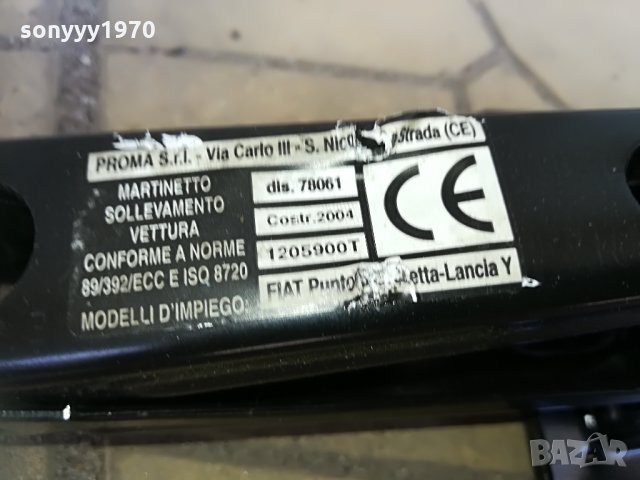 sonyyy1970
PROMA S.r.l. - Via Carlo III - S. Strada (CE)
MARTINETTO dis. 78061
SOLLEVAMENTO
VETTURA Costr.2004
CONFORME A NORME 1205900T
89/392/ECC E ISO 8720
MODELLI D'IMPIEGO: FIAT Punto etta-Lancia Y
CE
BAZAR